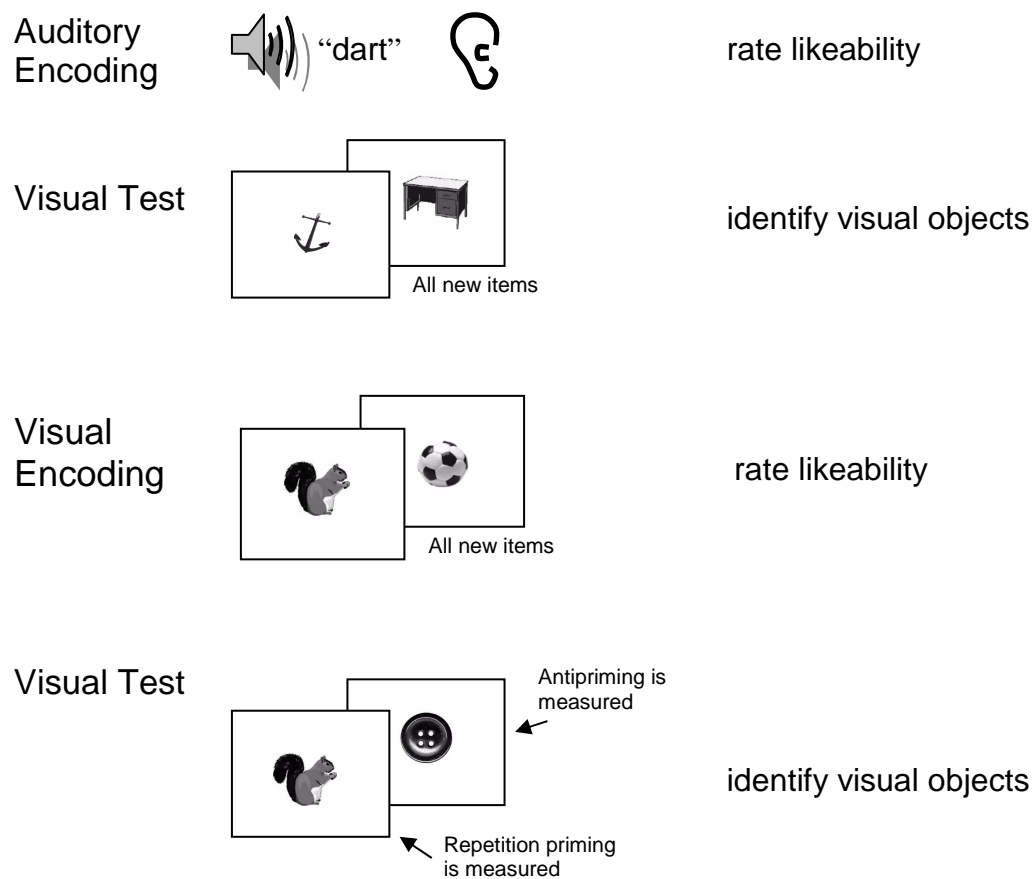 Auditory
Encoding
“dart”
rate likeability
Visual Test
identify visual objects
All new items
Visual
Encoding
rate likeability
All new items
Visual Test
Antipriming is
measured
identify visual objects
Repetition priming
is measured